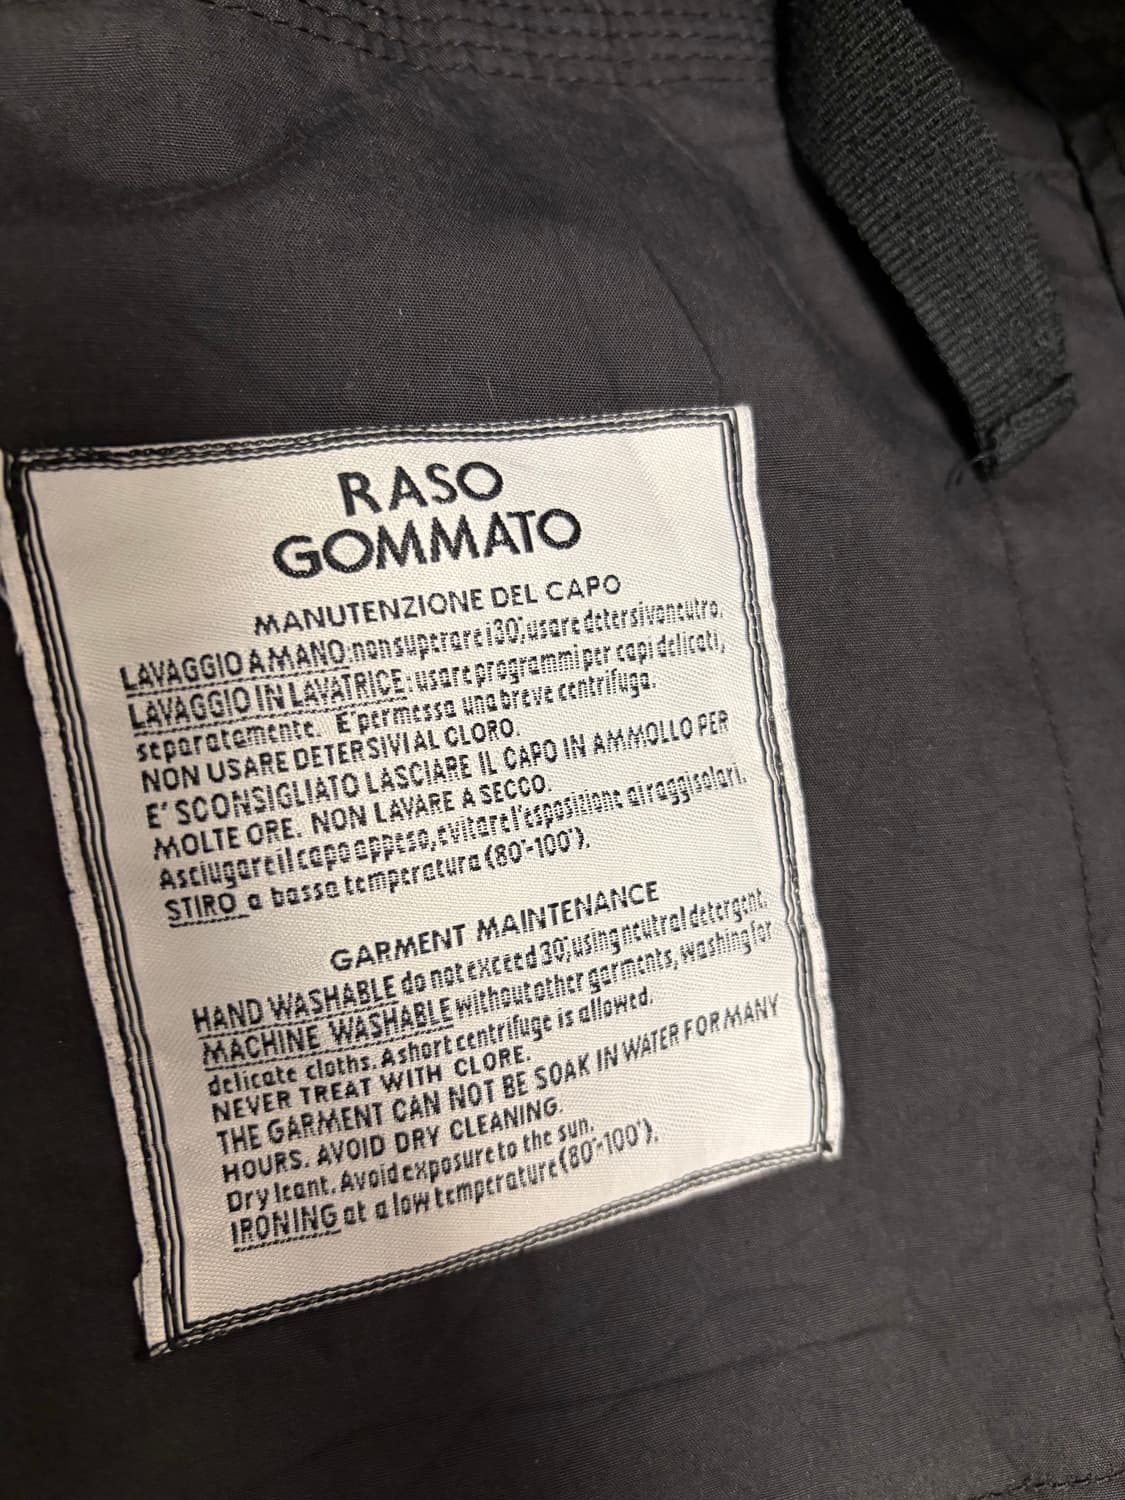 RASO
GOMMATO
MANUTENZIONE DEL CAPO
LAVAGGIO A MANO: non superare i 30°, usare detersivo neutro.
LAVAGGIO IN LAVATRICE: usare programmi per capi delicati,
separatamente. E' permessa una breve centrifuga.
NON USARE DETERSIVI AL CLORO.
E' SCONSIGLIATO LASCIARE IL CAPO IN AMMOLLO PER
MOLTE ORE. NON LAVARE A SECCO.
Asciugare il capo appeso, evitare l'esposizione ai raggi solari.
STIRO a bassa temperatura (80°-100°).
GARMENT MAINTENANCE
HAND WASHABLE do not exceed 30°, using neutral detergent.
MACHINE WASHABLE without other garments, washing for
delicate cloths. A short centrifuge is allowed.
NEVER TREAT WITH CLORE.
THE GARMENT CAN NOT BE SOAK IN WATER FOR MANY
HOURS. AVOID DRY CLEANING.
Dry leant. Avoid exposure to the sun.
IRONING at a low temperature (80°-100°).